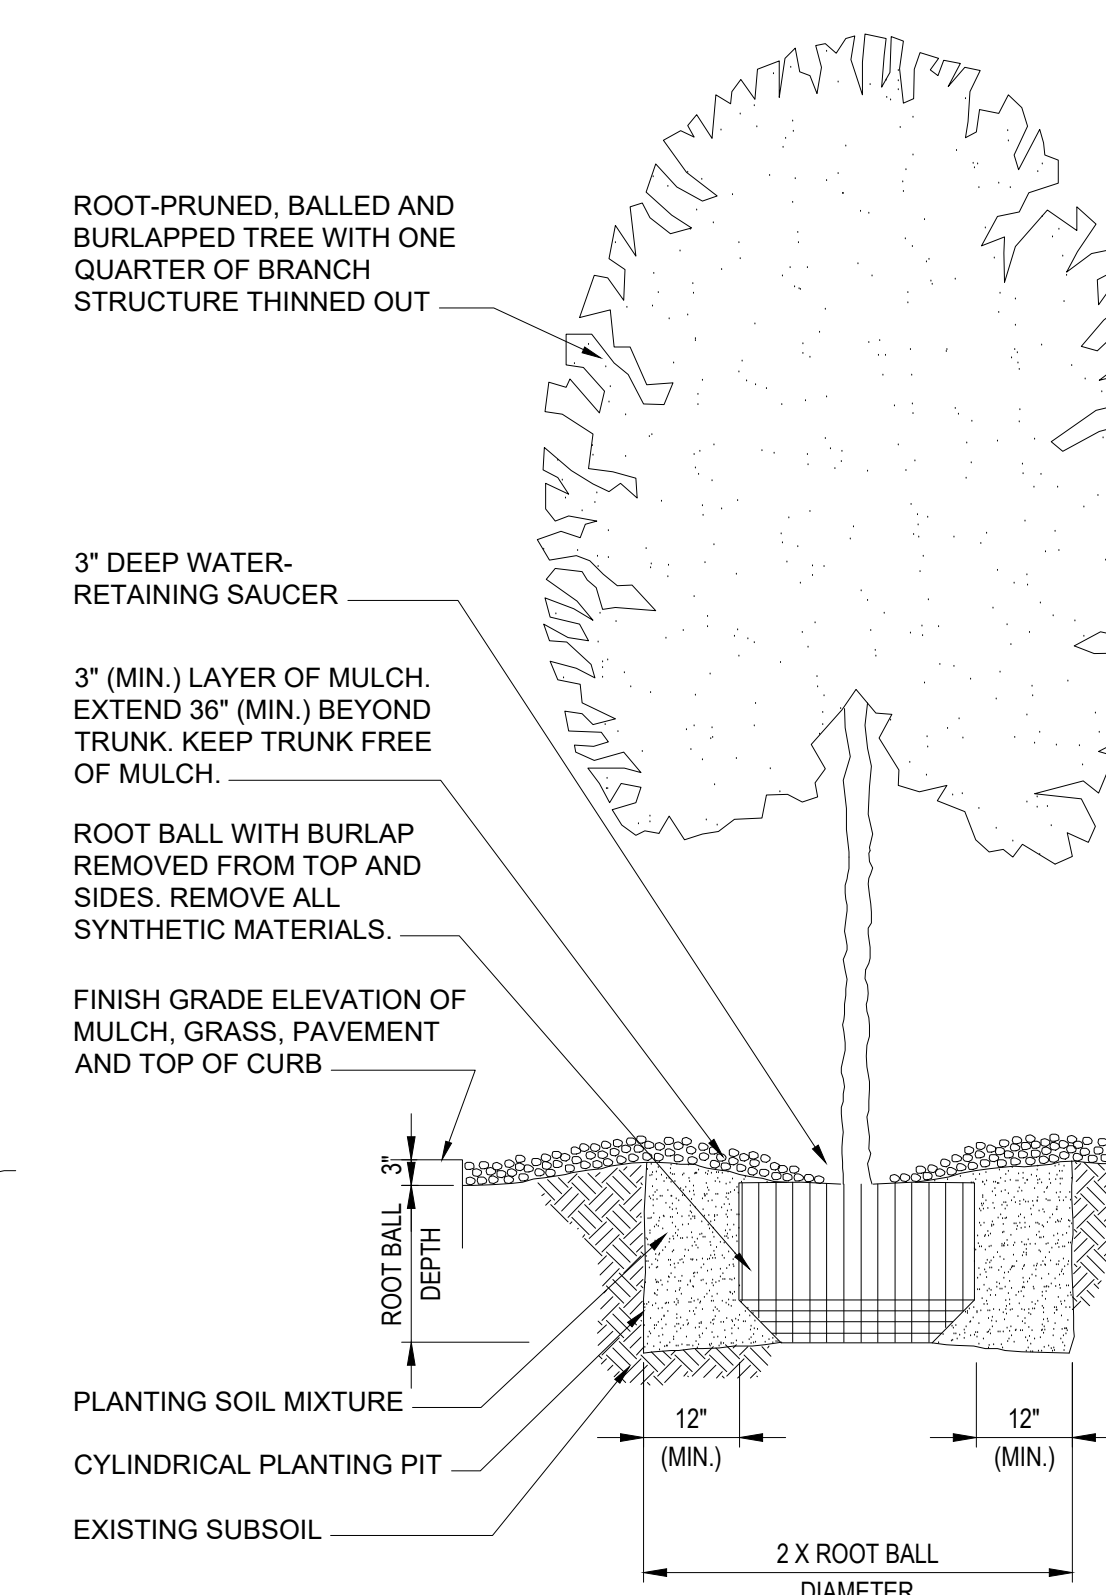 ROOT-PRUNED, BALLED AND
BURLAPPED TREE WITH ONE
QUARTER OF BRANCH
STRUCTURE THINNED OUT
3" DEEP WATER-
RETAINING SAUCER
3" (MIN.) LAYER OF MULCH.
EXTEND 36" (MIN.) BEYOND
TRUNK. KEEP TRUNK FREE
OF MULCH.
ROOT BALL WITH BURLAP
REMOVED FROM TOP AND
SIDES. REMOVE ALL
SYNTHETIC MATERIALS.
FINISH GRADE ELEVATION OF
MULCH, GRASS, PAVEMENT
AND TOP OF CURB
3"
ROOT BALL
DEPTH
PLANTING SOIL MIXTURE
CYLINDRICAL PLANTING PIT
EXISTING SUBSOIL
12"
(MIN.)
12"
(MIN.)
2 X ROOT BALL
DIAMETER